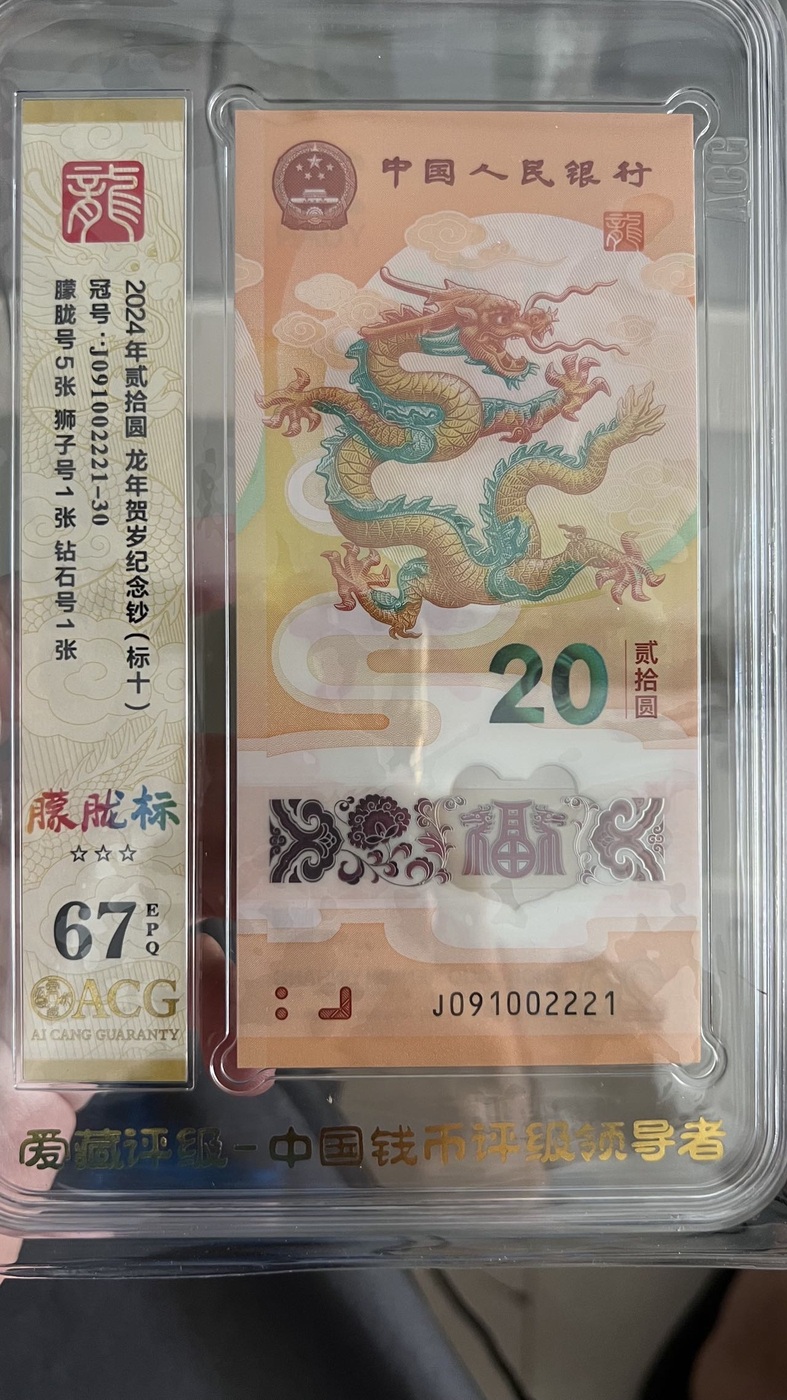 龍
2024年贰拾圆 龙年贺岁纪念钞(标十)
冠号:J091002221-30
朦胧号5张 狮子号1张 钻石号1张
朦胧标
☆☆☆
67 EPQ
ACG
AI CANG GUARANTY
中国人民银行
龍
20 贰拾圆
福
J091002221
ACG
爱藏评级-中国钱币评级领导者